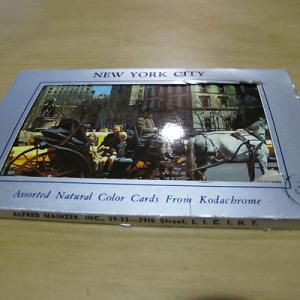 NEW YORK CITY
Assorted Natural Color Cards From Kodachrome
ALFRED MAINZER, INC., 39-33 - 29th Street, L. I. C. 1, N. Y.